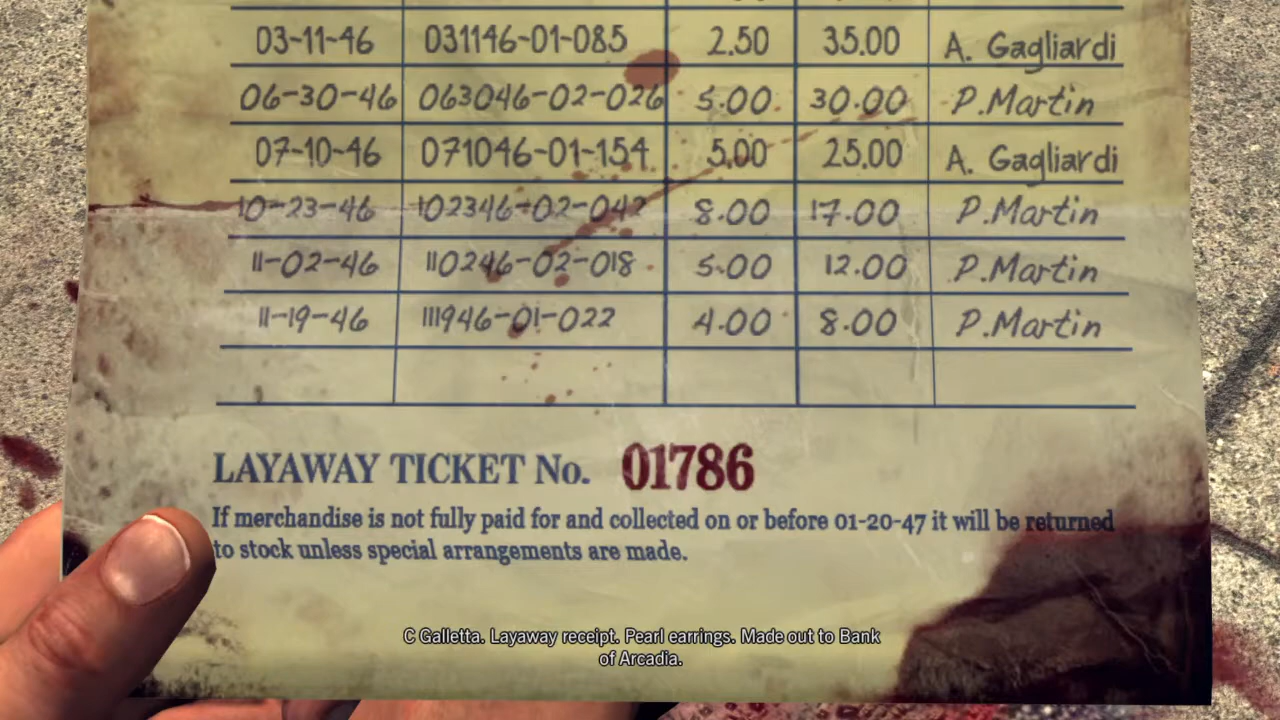 03-11-46 031146-01-085 2.50 35.00 A. Gagliardi
06-30-46 063046-02-026 5.00 30.00 P.Martin
07-10-46 071046-01-154 5.00 25.00 A. Gagliardi
10-23-46 102346-02-042 8.00 17.00 P.Martin
11-02-46 110246-02-018 5.00 12.00 P.Martin
11-19-46 111946-01-022 4.00 8.00 P.Martin
LAYAWAY TICKET No. 01786
If merchandise is not fully paid for and collected on or before 01-20-47 it will be returned
to stock unless special arrangements are made.
C Galletta. Layaway receipt. Pearl earrings. Made out to Bank
of Arcadia.